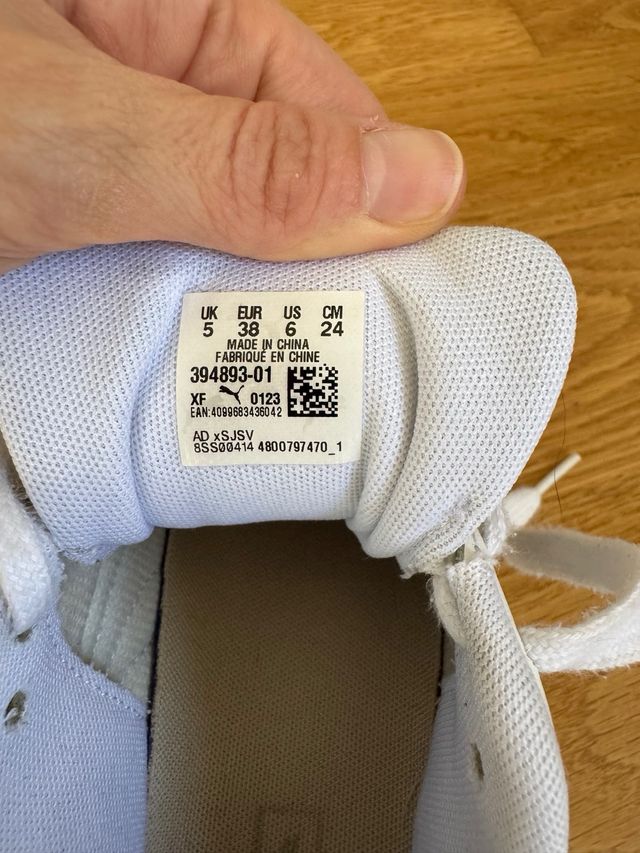 UK EUR US CM
5 38 6 24
MADE IN CHINA
FABRIQUÉ EN CHINE
394893-01
XF 0123
EAN:4099683436042
AD xSJSV
8SS00414 4800797470_1